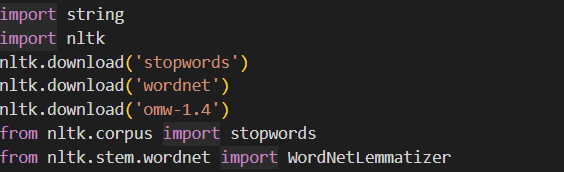 import string
import nltk
nltk.download('stopwords')
nltk.download('wordnet')
nltk.download('omw-1.4')
from nltk.corpus import stopwords
from nltk.stem.wordnet import WordNetLemmatizer